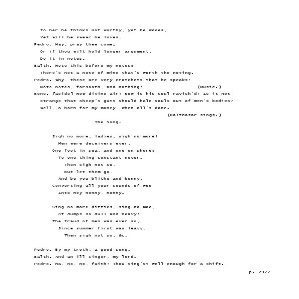 To her he thinks not worthy, yet he wooes,
Yet will he swear he loves.
Pedro. Nay, pray thee come,
Or if thou wilt hold longer argument,
Do it in notes.
Balth. Note this before my notes:
There's not a note of mine that's worth the noting.
Pedro. Why, these are very crotchets that he speaks:
Note notes, forsooth, and nothing! [Music.]
Bene. Now divine air! now is his soul ravish'd! Is it not
strange that sheep's guts should hale souls out of men's bodies?
Well, a horn for my money, when all's done.
[Balthasar sings.]
The Song.
Sigh no more, ladies, sigh no more!
Men were deceivers ever,
One foot in sea, and one on shore;
To one thing constant never.
Then sigh not so,
But let them go,
And be you blithe and bonny,
Converting all your sounds of woe
Into Hey nonny, nonny.
Sing no more ditties, sing no moe,
Of dumps so dull and heavy!
The fraud of men was ever so,
Since summer first was leavy.
Then sigh not so, &c.
Pedro. By my troth, a good song.
Balth. And an ill singer, my lord.
Pedro. Ha, no, no, faith! Thou sing'st well enough for a shift.